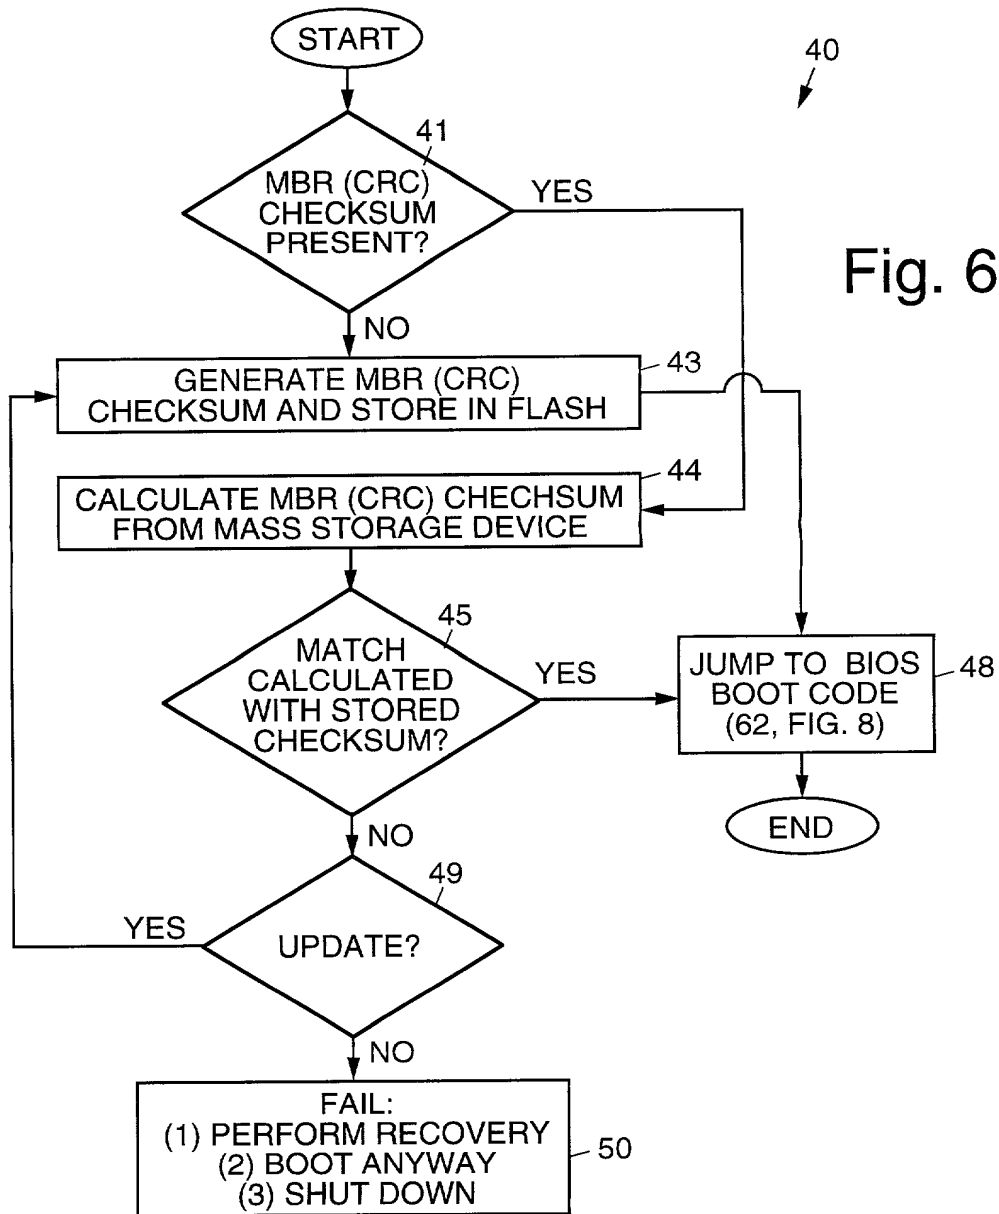 START
40
41
MBR (CRC)
CHECKSUM
PRESENT?
YES
Fig. 6
NO
43
GENERATE MBR (CRC)
CHECKSUM AND STORE IN FLASH
44
CALCULATE MBR (CRC) CHECHSUM
FROM MASS STORAGE DEVICE
45
MATCH
CALCULATED
WITH STORED
CHECKSUM?
YES
JUMP TO BIOS
BOOT CODE
(62, FIG. 8)
48
NO
END
49
YES
UPDATE?
NO
FAIL:
(1) PERFORM RECOVERY
(2) BOOT ANYWAY
(3) SHUT DOWN
50